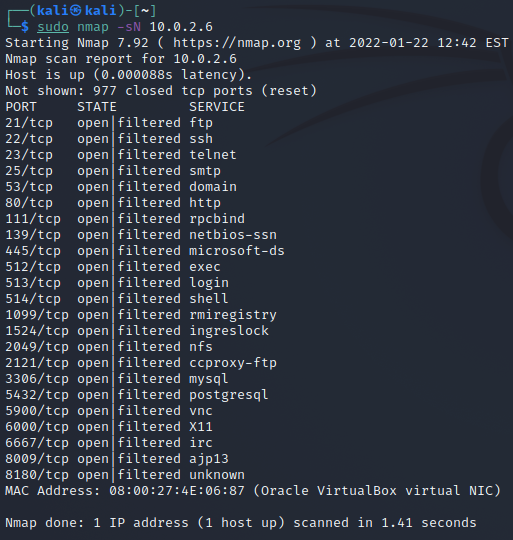 ┌──(kali㉿kali)-[~]
└─$ sudo nmap -sN 10.0.2.6
Starting Nmap 7.92 ( https://nmap.org ) at 2022-01-22 12:42 EST
Nmap scan report for 10.0.2.6
Host is up (0.000088s latency).
Not shown: 977 closed tcp ports (reset)
PORT     STATE         SERVICE
21/tcp   open|filtered ftp
22/tcp   open|filtered ssh
23/tcp   open|filtered telnet
25/tcp   open|filtered smtp
53/tcp   open|filtered domain
80/tcp   open|filtered http
111/tcp  open|filtered rpcbind
139/tcp  open|filtered netbios-ssn
445/tcp  open|filtered microsoft-ds
512/tcp  open|filtered exec
513/tcp  open|filtered login
514/tcp  open|filtered shell
1099/tcp open|filtered rmiregistry
1524/tcp open|filtered ingreslock
2049/tcp open|filtered nfs
2121/tcp open|filtered ccproxy-ftp
3306/tcp open|filtered mysql
5432/tcp open|filtered postgresql
5900/tcp open|filtered vnc
6000/tcp open|filtered X11
6667/tcp open|filtered irc
8009/tcp open|filtered ajp13
8180/tcp open|filtered unknown
MAC Address: 08:00:27:4E:06:87 (Oracle VirtualBox virtual NIC)
Nmap done: 1 IP address (1 host up) scanned in 1.41 seconds